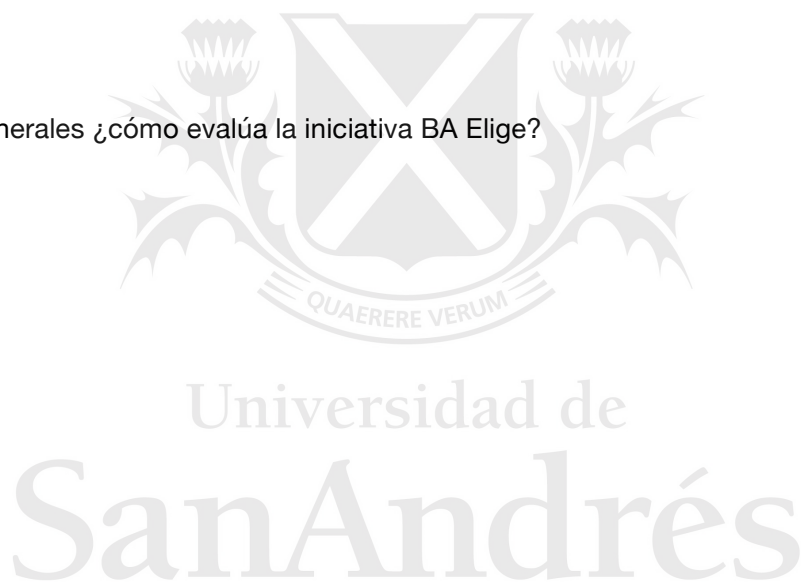 nerales ¿cómo evalúa la iniciativa BA Elige?
QUAERERE VERUM
Universidad de
SanAndrés